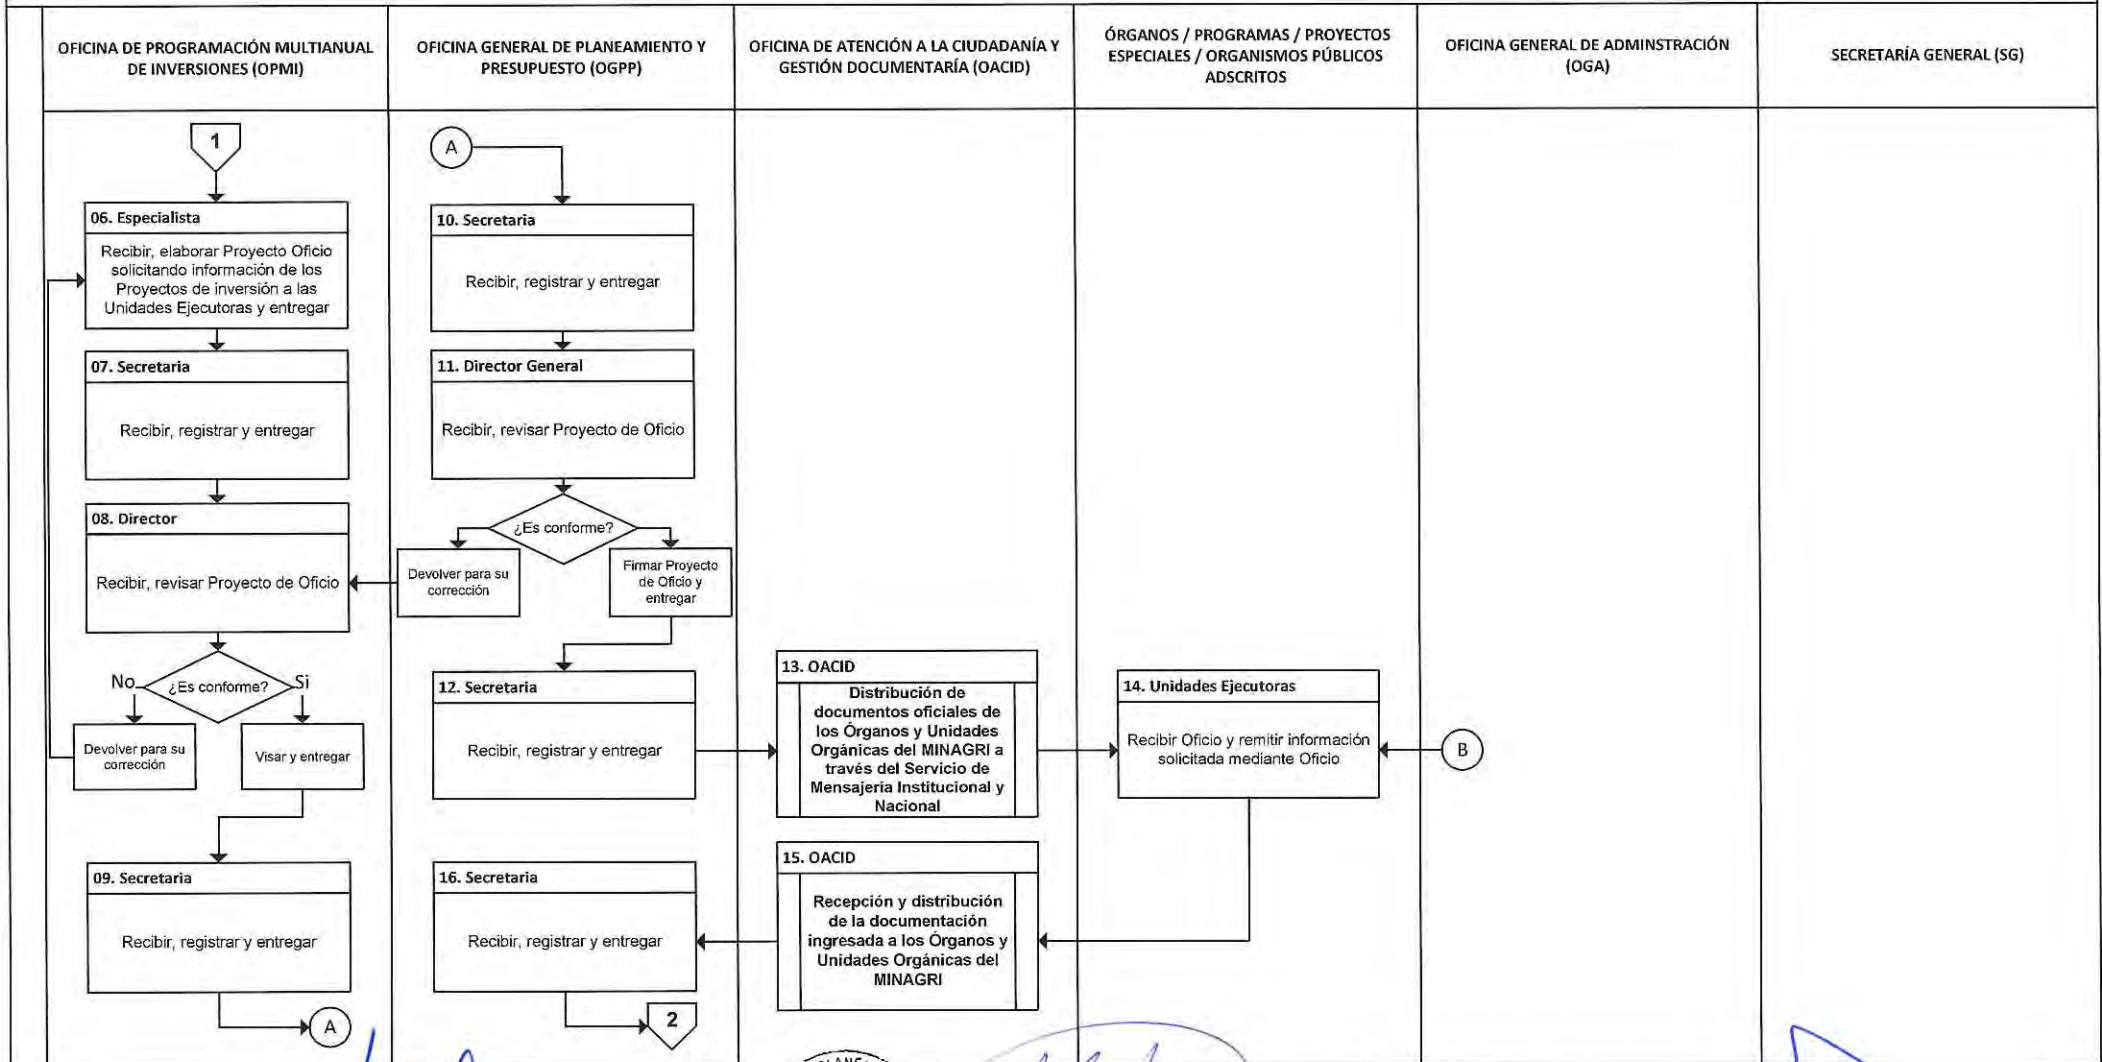 OFICINA DE PROGRAMACIÓN MULTIANUAL
DE INVERSIONES (OPMI)
OFICINA GENERAL DE PLANEAMIENTO Y
PRESUPUESTO (OGPP)
OFICINA DE ATENCIÓN A LA CIUDADANÍA Y
GESTIÓN DOCUMENTARÍA (OACID)
ÓRGANOS / PROGRAMAS / PROYECTOS
ESPECIALES / ORGANISMOS PÚBLICOS
ADSCRITOS
OFICINA GENERAL DE ADMINSTRACIÓN
(OGA)
SECRETARÍA GENERAL (SG)
1
06. Especialista
Recibir, elaborar Proyecto Oficio
solicitando información de los
Proyectos de inversión a las
Unidades Ejecutoras y entregar
07. Secretaria
Recibir, registrar y entregar
08. Director
Recibir, revisar Proyecto de Oficio
No
¿Es conforme?
Si
Devolver para su
corrección
Visar y entregar
09. Secretaria
Recibir, registrar y entregar
A
A
10. Secretaria
Recibir, registrar y entregar
11. Director General
Recibir, revisar Proyecto de Oficio
¿Es conforme?
Devolver para su
corrección
Firmar Proyecto
de Oficio y
entregar
12. Secretaria
Recibir, registrar y entregar
13. OACID
Distribución de
documentos oficiales de
los Órganos y Unidades
Orgánicas del MINAGRI a
través del Servicio de
Mensajería Institucional y
Nacional
14. Unidades Ejecutoras
Recibir Oficio y remitir información
solicitada mediante Oficio
B
15. OACID
Recepción y distribución
de la documentación
ingresada a los Órganos y
Unidades Orgánicas del
MINAGRI
16. Secretaria
Recibir, registrar y entregar
2